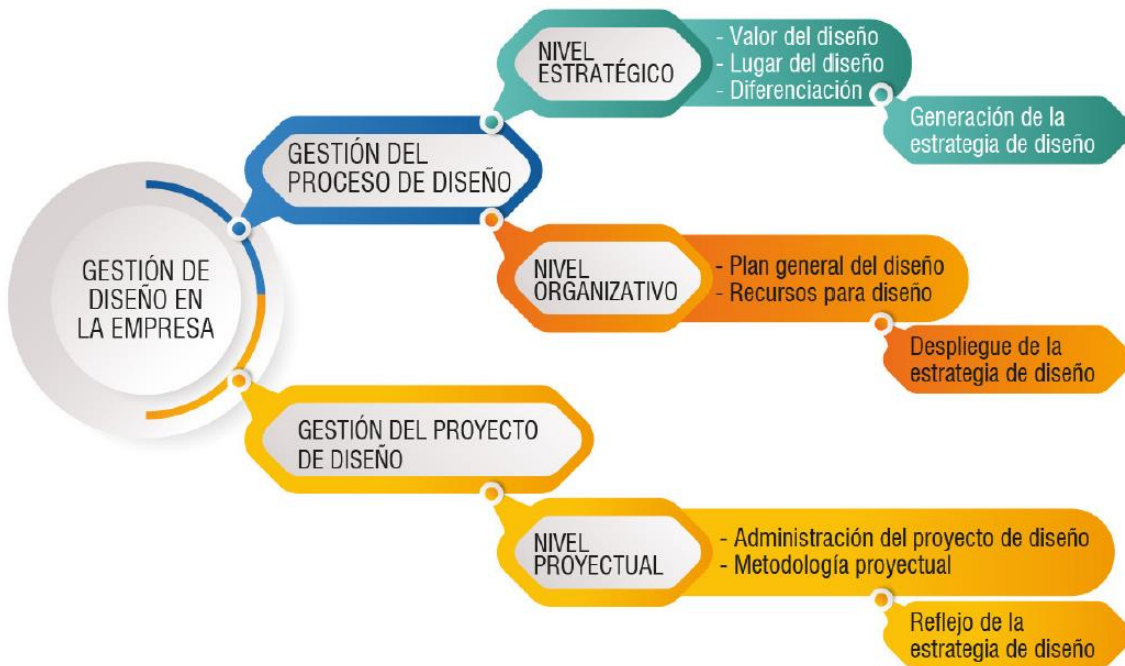 GESTIÓN DE
DISEÑO EN
LA EMPRESA
GESTIÓN DEL
PROCESO DE DISEÑO
NIVEL
ESTRATÉGICO
- Valor del diseño
- Lugar del diseño
- Diferenciación
Generación de la
estrategia de diseño
NIVEL
ORGANIZATIVO
- Plan general del diseño
- Recursos para diseño
Despliegue de la
estrategia de diseño
GESTIÓN DEL PROYECTO
DE DISEÑO
NIVEL
PROYECTUAL
- Administración del proyecto de diseño
- Metodología proyectual
Reflejo de la
estrategia de diseño